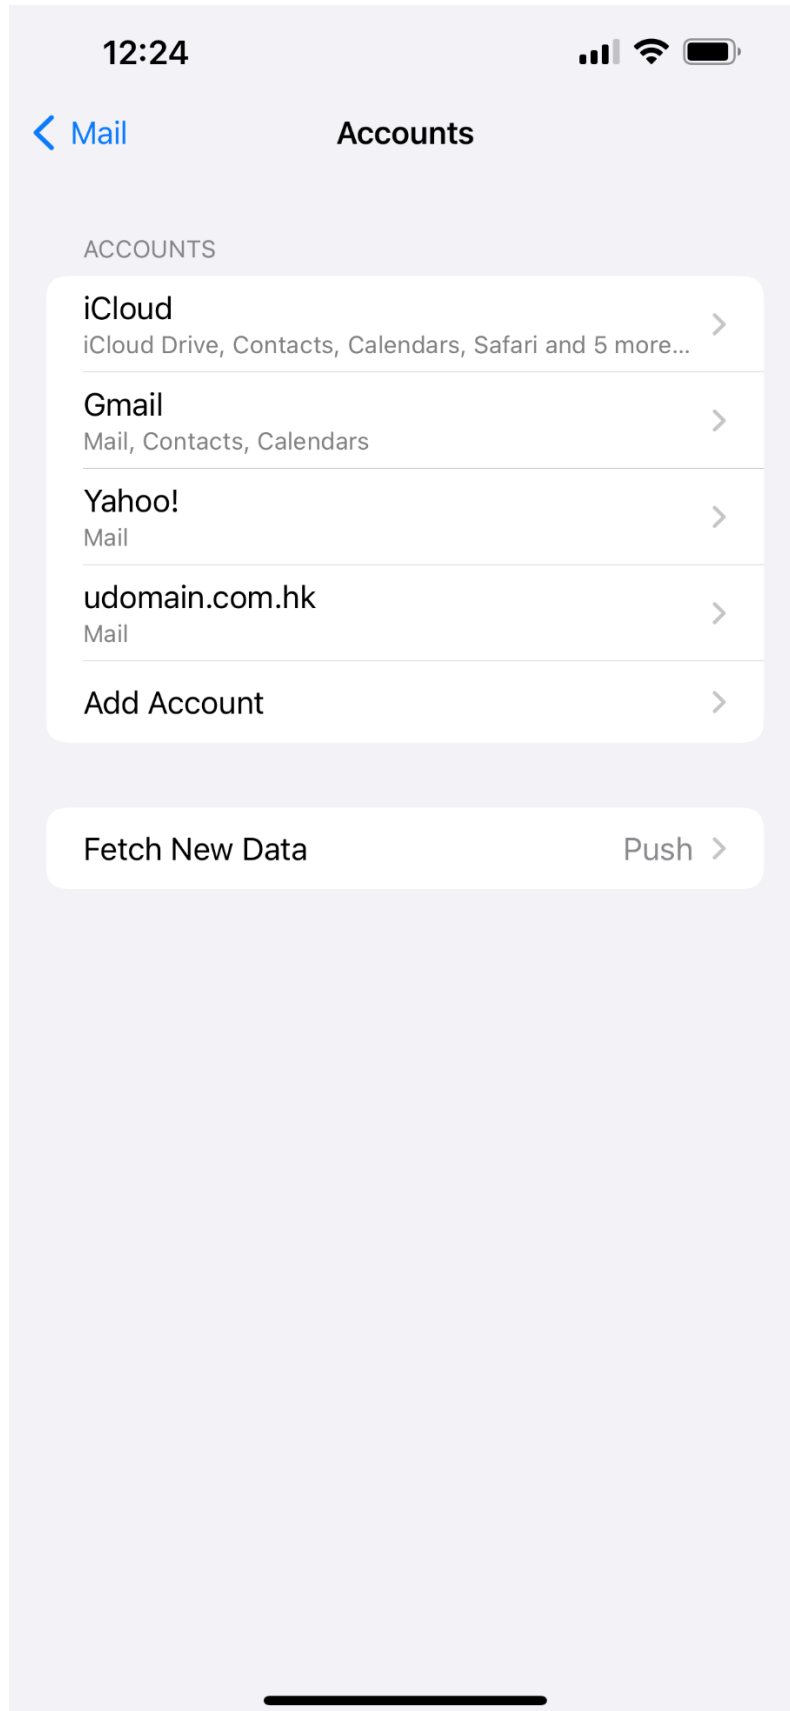 12:24
Mail
Accounts
ACCOUNTS
iCloud
iCloud Drive, Contacts, Calendars, Safari and 5 more...
Gmail
Mail, Contacts, Calendars
Yahoo!
Mail
udomain.com.hk
Mail
Add Account
Fetch New Data Push